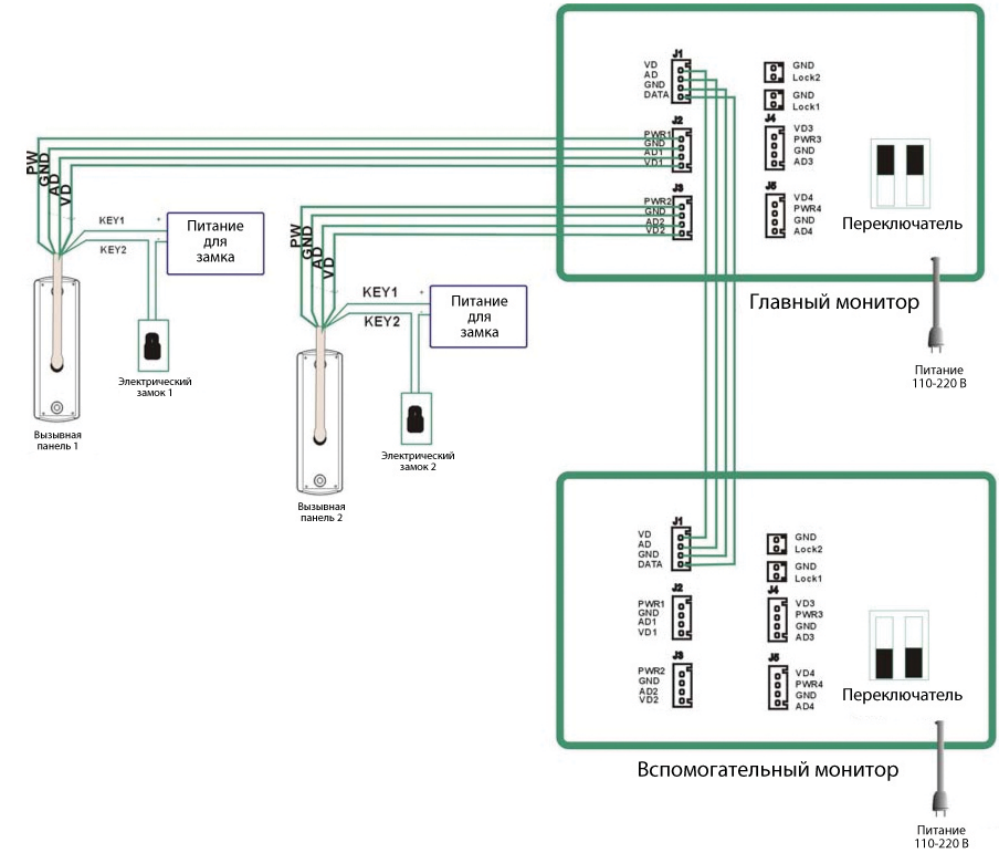 J1
VD
AD
GND
DATA
J2
PWR1
GND
AD1
VD1
J3
PWR2
GND
AD2
VD2
GND
Lock2
GND
Lock1
J4
VD3
PWR3
GND
AD3
J5
VD4
PWR4
GND
AD4
Переключатель
Главный монитор
Питание
110-220 В
PW
GND
AD
VD
KEY1
KEY2
Питание
для
замка
Электрический
замок 1
Вызывная
панель 1
PW
GND
AD
VD
KEY1
KEY2
Питание
для
замка
Электрический
замок 2
Вызывная
панель 2
J1
VD
AD
GND
DATA
J2
PWR1
GND
AD1
VD1
J3
PWR2
GND
AD2
VD2
GND
Lock2
GND
Lock1
J4
VD3
PWR3
GND
AD3
J5
VD4
PWR4
GND
AD4
Переключатель
Вспомогательный монитор
Питание
110-220 В